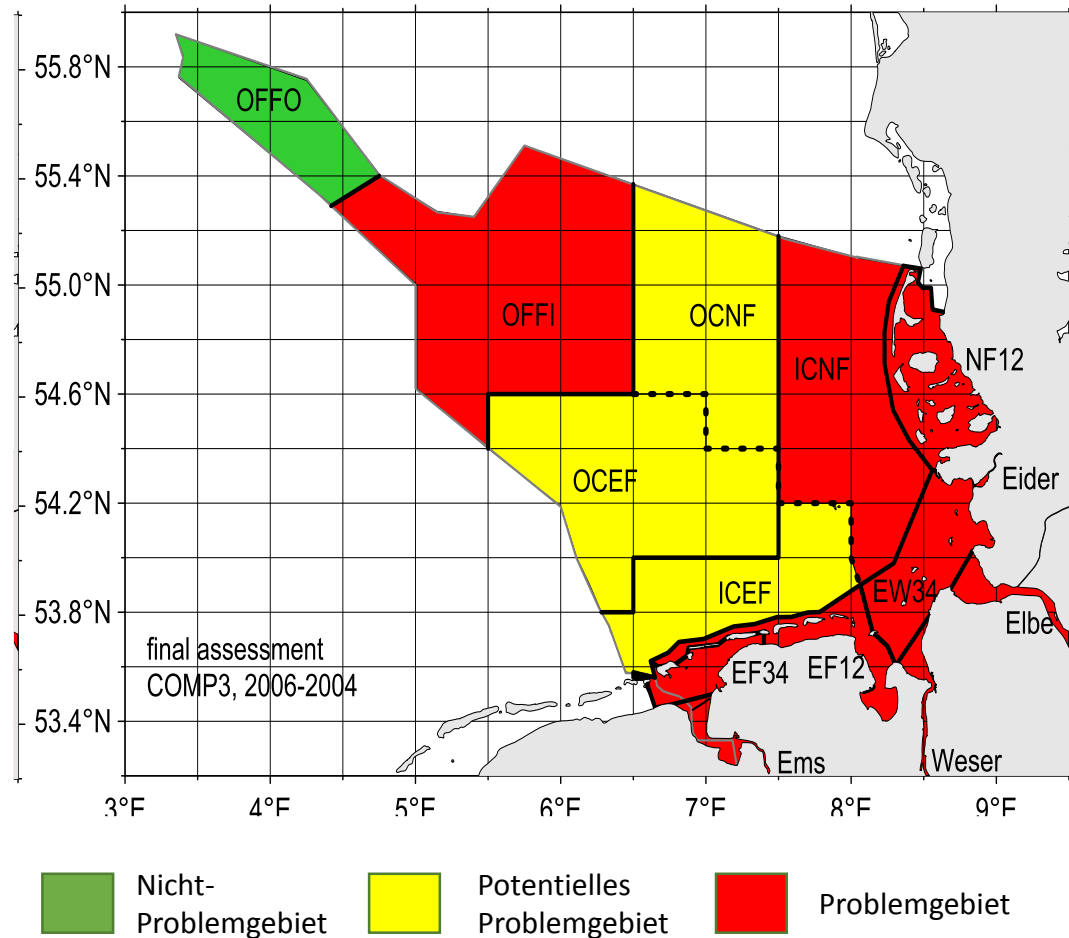 55.8°N
OFFO
55.4°N
55.0°N
OFFI
OCNF
ICNF
NF12
54.6°N
OCEF
Eider
54.2°N
ICEF
EW34
53.8°N
Elbe
final assessment
COMP3, 2006-2004
EF34
EF12
53.4°N
Ems
Weser
3°E
4°E
5°E
6°E
7°E
8°E
9°E
Nicht-
Problemgebiet
Potentielles
Problemgebiet
Problemgebiet